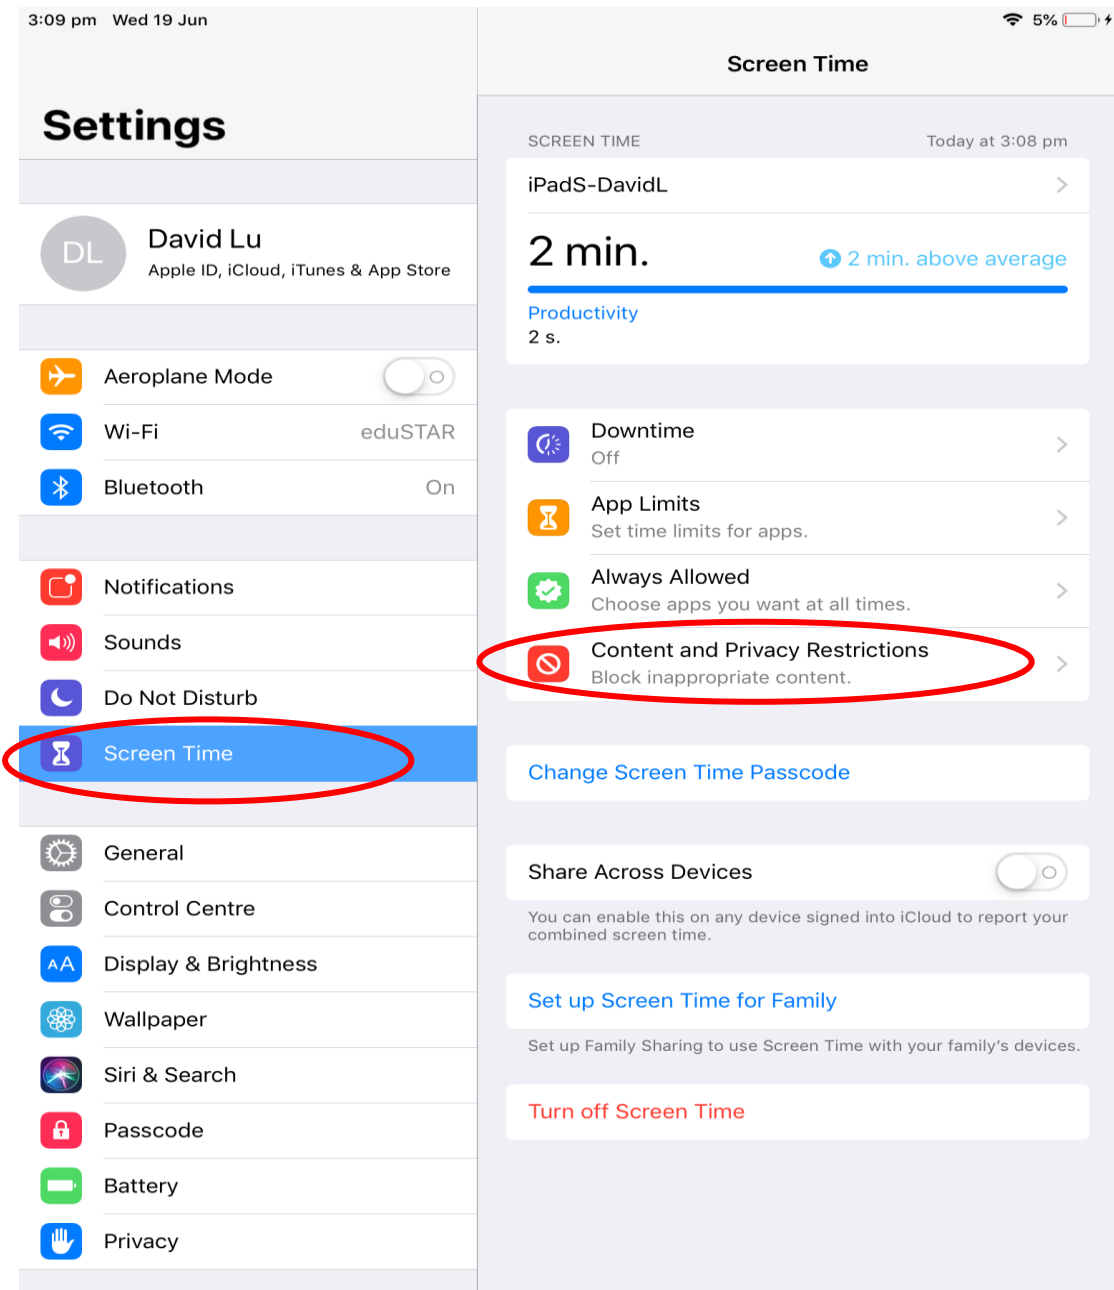 3:09 pm Wed 19 Jun
5%
Settings
David Lu
DL
Apple ID, iCloud, iTunes & App Store
Aeroplane Mode
Wi-Fi
eduSTAR
Bluetooth
On
Notifications
Sounds
Do Not Disturb
Screen Time
General
Control Centre
AA Display & Brightness
Wallpaper
Siri & Search
Passcode
Battery
Privacy
Screen Time
SCREEN TIME
Today at 3:08 pm
iPadS-DavidL
2 min.
2 min. above average
Productivity
2 s.
Downtime
Off
App Limits
Set time limits for apps.
Always Allowed
Choose apps you want at all times.
Content and Privacy Restrictions
Block inappropriate content.
Change Screen Time Passcode
Share Across Devices
You can enable this on any device signed into iCloud to report your
combined screen time.
Set up Screen Time for Family
Set up Family Sharing to use Screen Time with your family's devices.
Turn off Screen Time